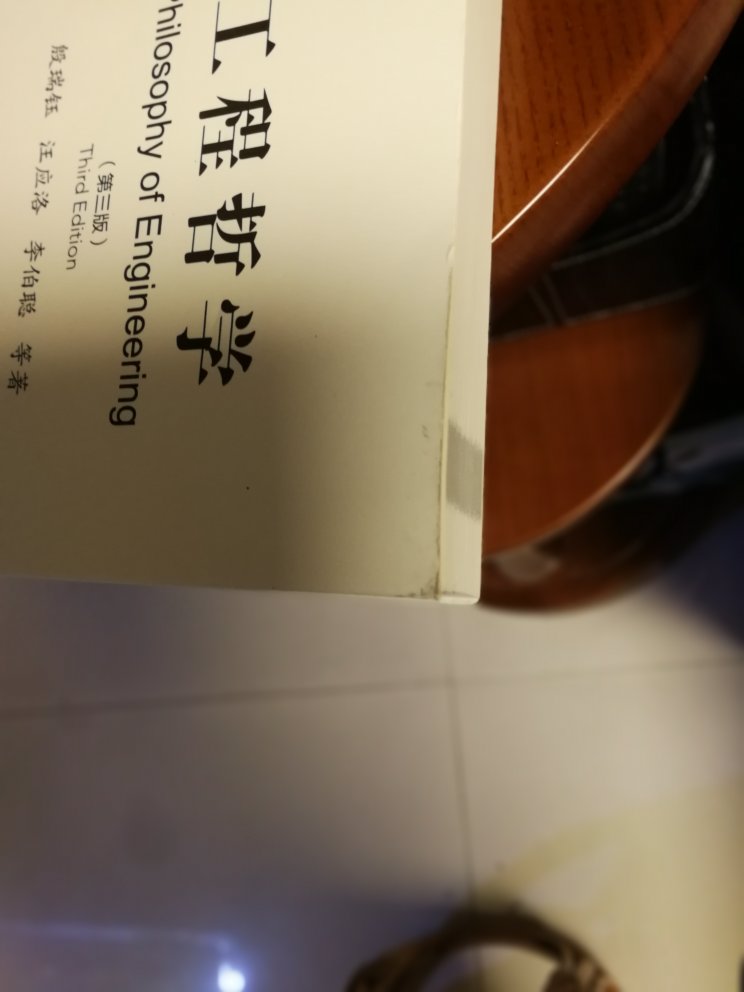 工程哲学
Philosophy of Engineering
（第三版）
Third Edition
殷瑞钰 汪应洛 李伯聪 等著